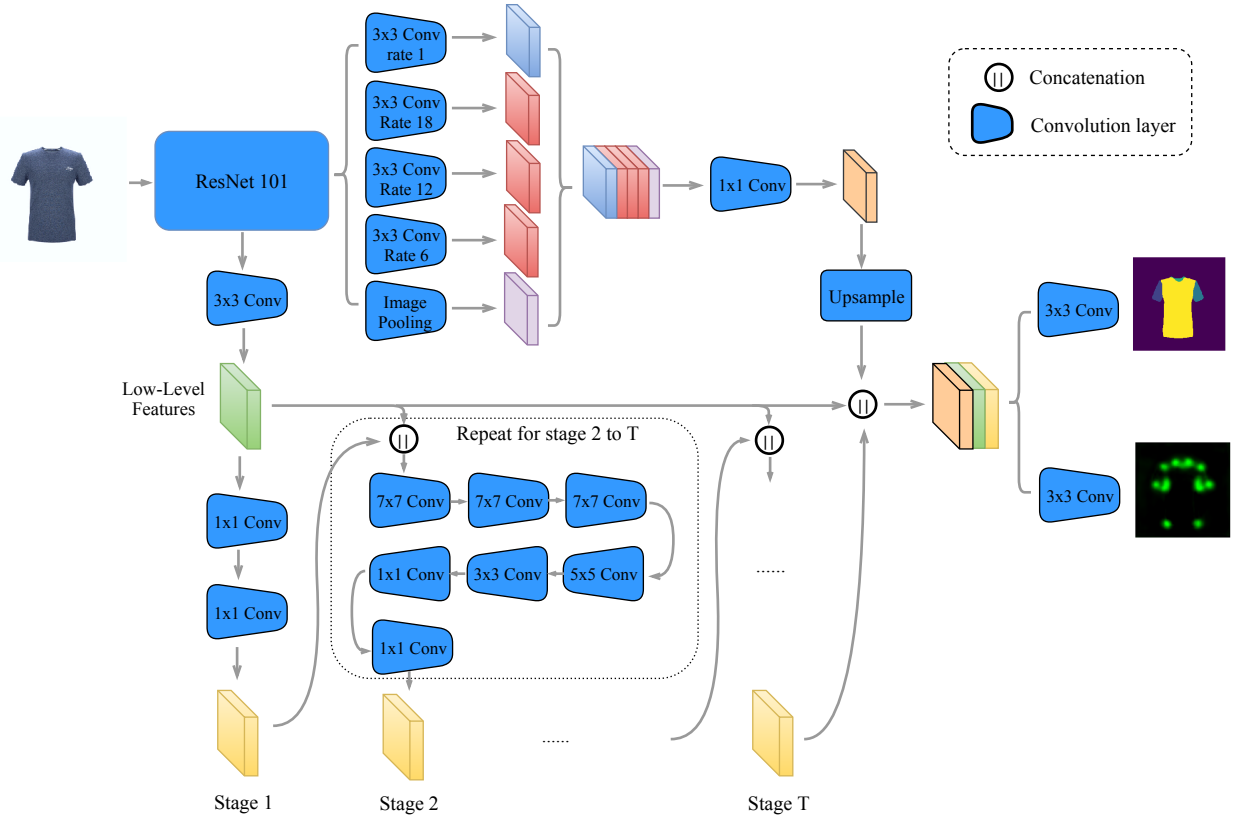 3x3 Conv
rate 1
3x3 Conv
Rate 18
3x3 Conv
Rate 12
3x3 Conv
Rate 6
Image
Pooling
ResNet 101
1x1 Conv
Upsample
||
Concatenation
Convolution layer
3x3 Conv
3x3 Conv
3x3 Conv
Low-Level
Features
||
||
||
Repeat for stage 2 to T
7x7 Conv
7x7 Conv
7x7 Conv
1x1 Conv
3x3 Conv
5x5 Conv
1x1 Conv
1x1 Conv
1x1 Conv
......
......
Stage 1
Stage 2
Stage T